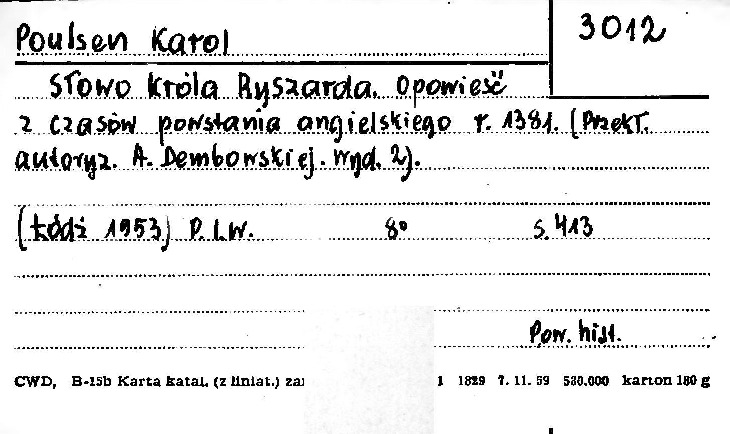 Poulsen Karol
3012
Słowo Króla Ryszarda. Opowieść
z czasów powstania angielskiego r. 1381. (Przekł.
autoryz. A. Dembowskiej. Wyd. 2).
(Łódź 1953) P.I.W. 8° s. 413
Pow. hist.
CWD, B-15b Karta katal. (z liniat.) 1 1829 7. 11. 59 530.000 karton 180 g